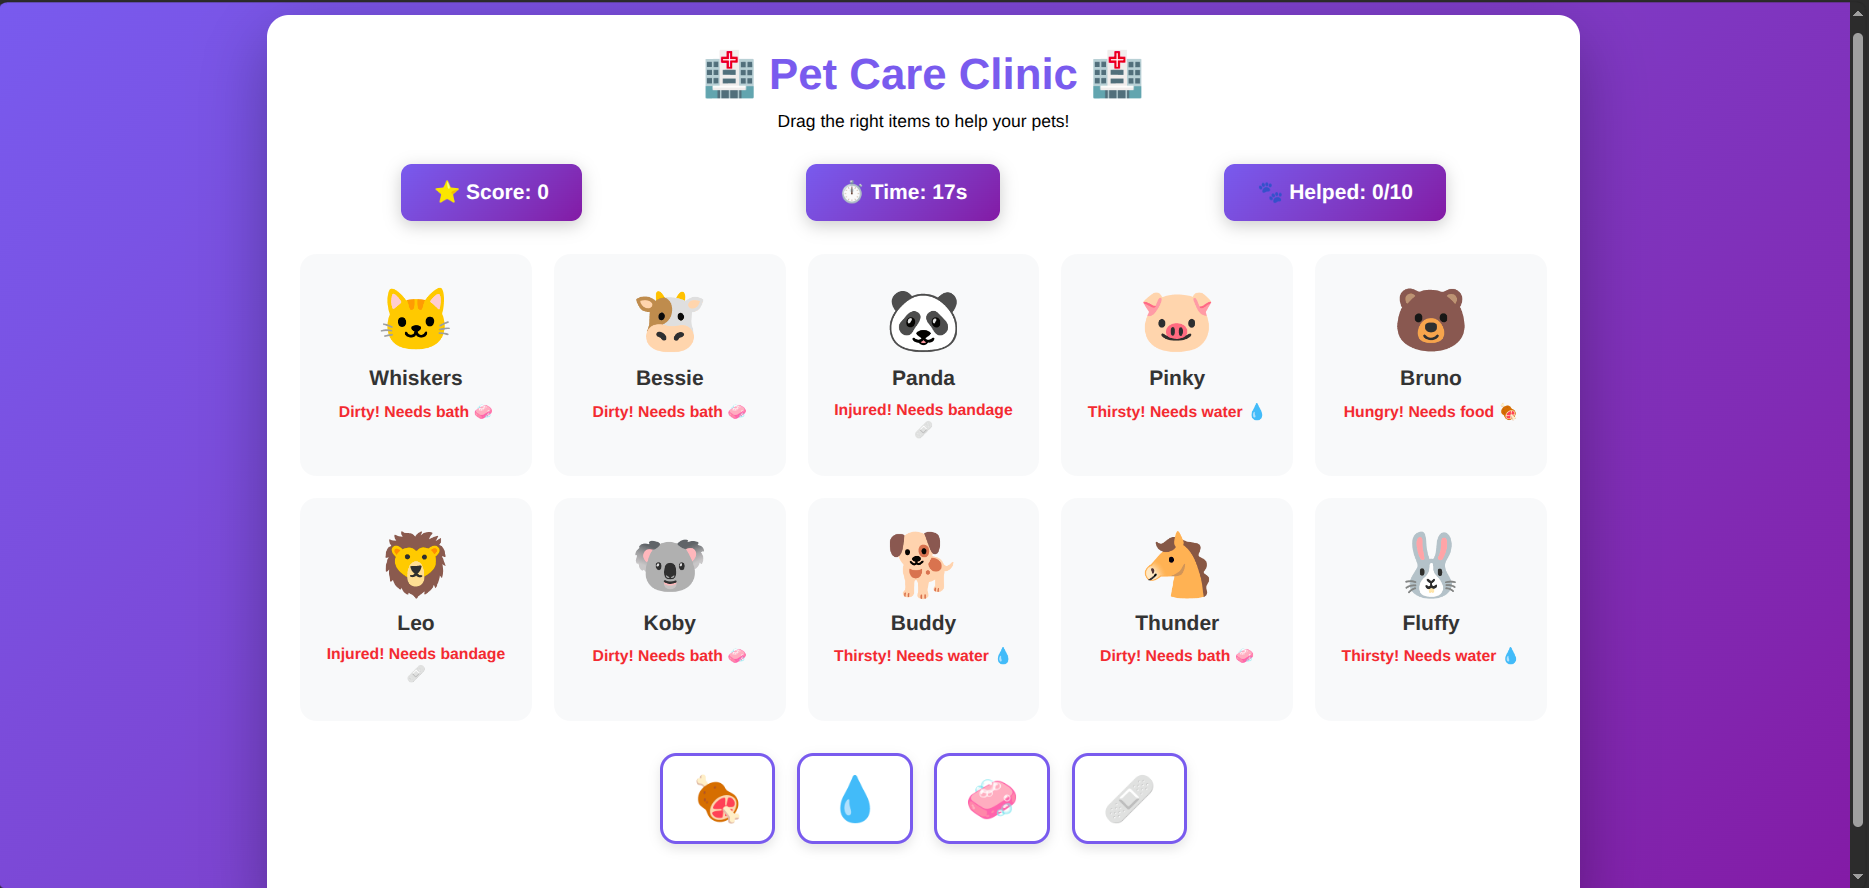 Pet Care Clinic
Drag the right items to help your pets!
Score: 0
Time: 17s
Helped: 0/10
Whiskers
Dirty! Needs bath
Bessie
Dirty! Needs bath
Panda
Injured! Needs bandage
Pinky
Thirsty! Needs water
Bruno
Hungry! Needs food
Leo
Injured! Needs bandage
Koby
Dirty! Needs bath
Buddy
Thirsty! Needs water
Thunder
Dirty! Needs bath
Fluffy
Thirsty! Needs water